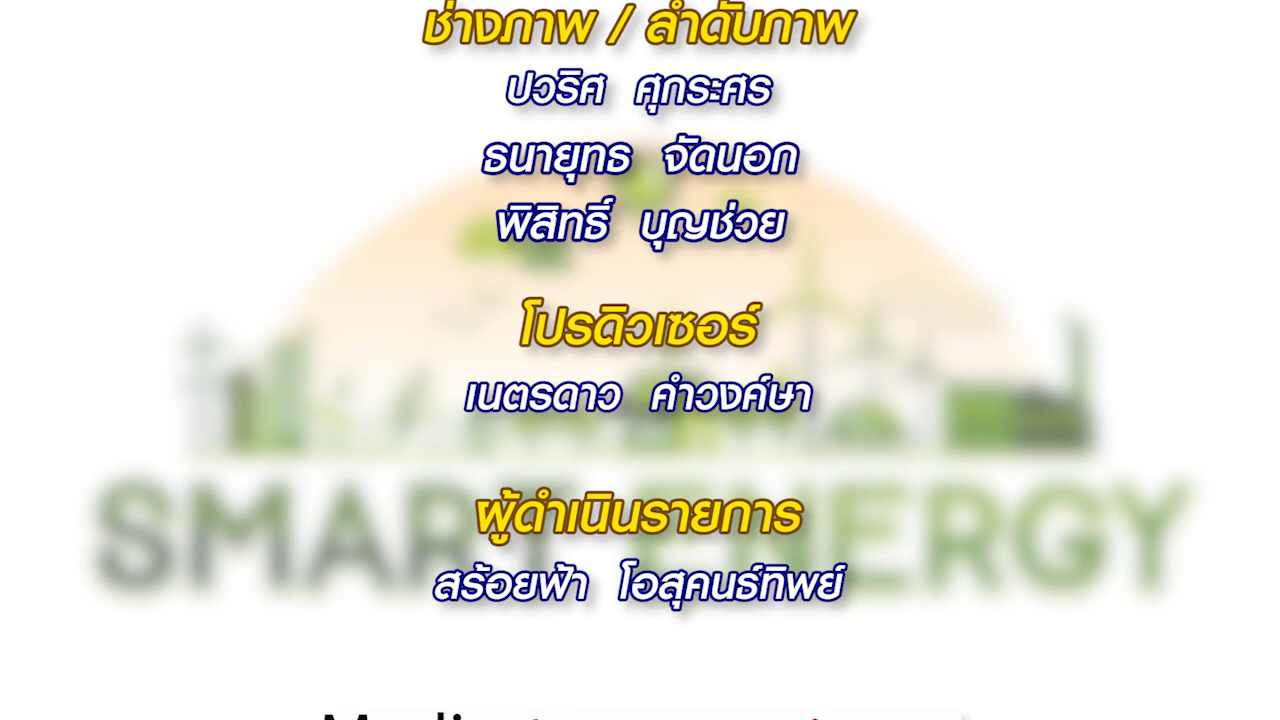 ช่างภาพ / ลำดับภาพ
ปวริศ ศุกระศร
ธนายุทธ จัดนอก
พิสิทธิ์ บุญช่วย
โปรดิวเซอร์
เนตรดาว คำวงค์ษา
SMART ENERGY
ผู้ดำเนินรายการ
สร้อยฟ้า โอสุคนธ์ทิพย์